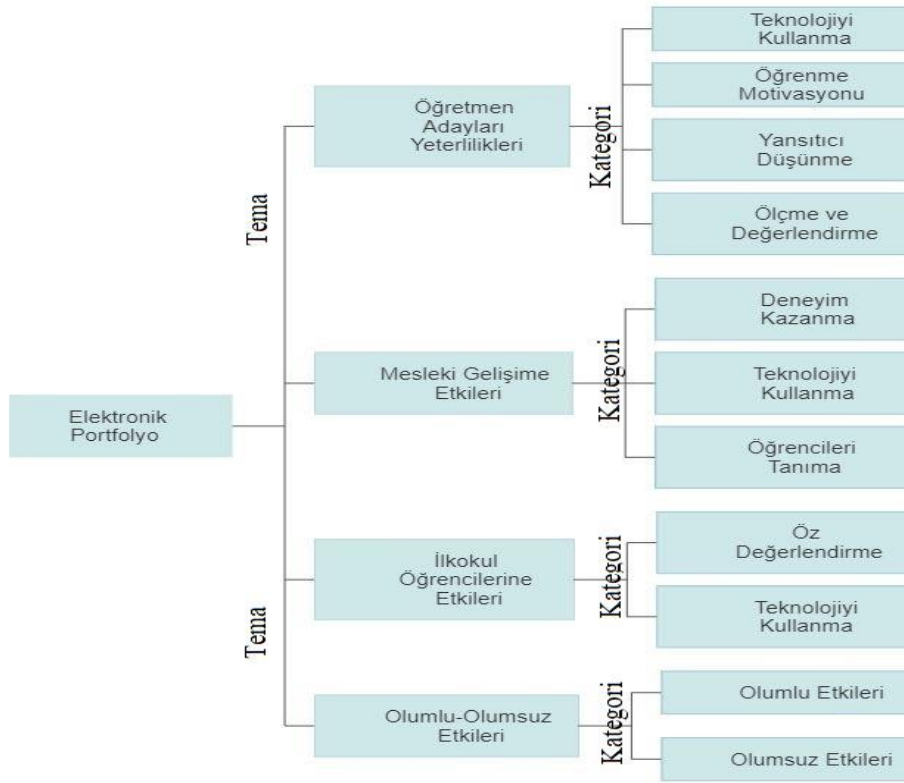 Elektronik
Portfolyo
Tema
Tema
Öğretmen
Adayları
Yeterlilikleri
Kategori
Teknolojiyi
Kullanma
Öğrenme
Motivasyonu
Yansıtıcı
Düşünme
Ölçme ve
Değerlendirme
Mesleki Gelişime
Etkileri
Kategori
Deneyim
Kazanma
Teknolojiyi
Kullanma
Öğrencileri
Tanıma
İlkokul
Öğrencilerine
Etkileri
Kategori
Öz
Değerlendirme
Teknolojiyi
Kullanma
Olumlu-Olumsuz
Etkileri
Kategori
Olumlu Etkileri
Olumsuz Etkileri